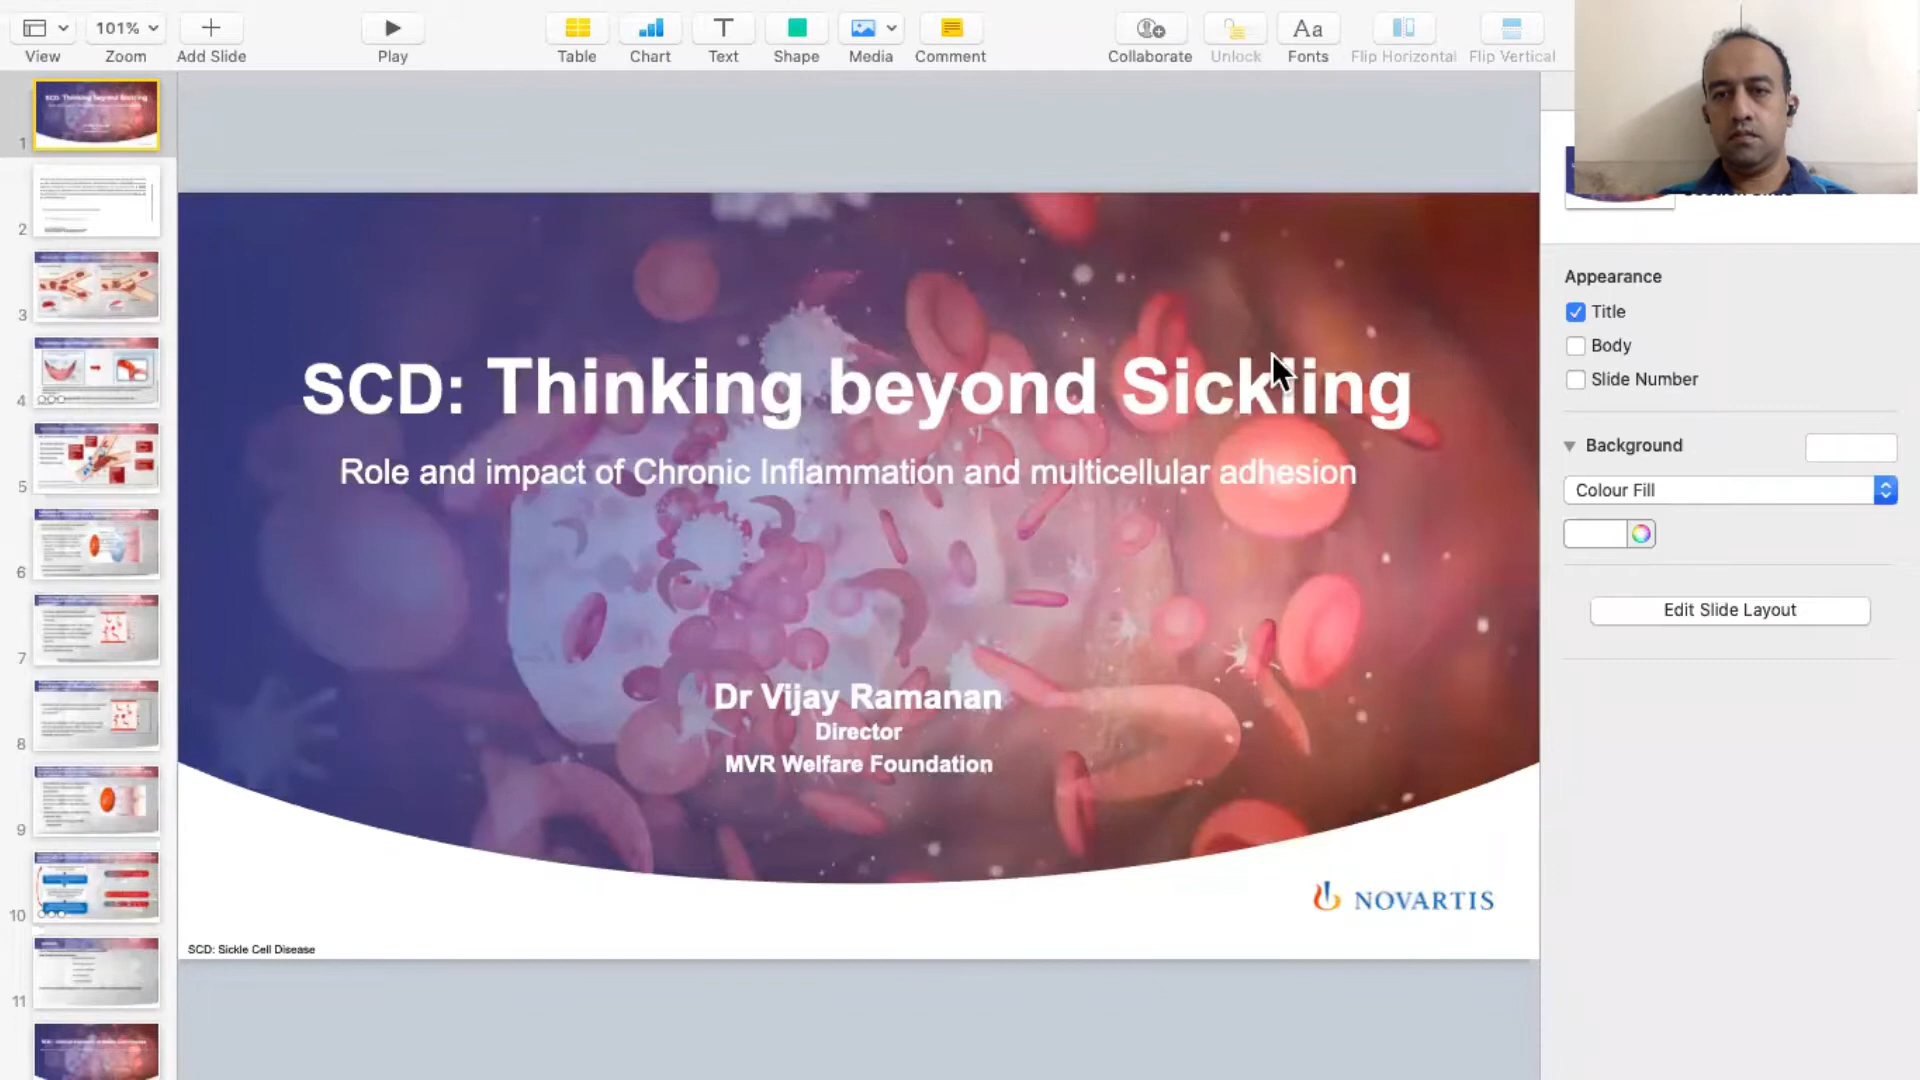 101%
View
Zoom
Add Slide
Play
Table
Chart
Text
Shape
Media
Comment
Collaborate
Unlock
Aa
Fonts
Flip Horizontal
Flip Vertical
1
2
3
4
5
6
7
8
9
10
11
SCD: Thinking beyond Sickling
Role and impact of Chronic Inflammation and multicellular adhesion
Dr Vijay Ramanan
Director
MVR Welfare Foundation
NOVARTIS
SCD: Sickle Cell Disease
Appearance
Title
Body
Slide Number
Background
Colour Fill
Edit Slide Layout